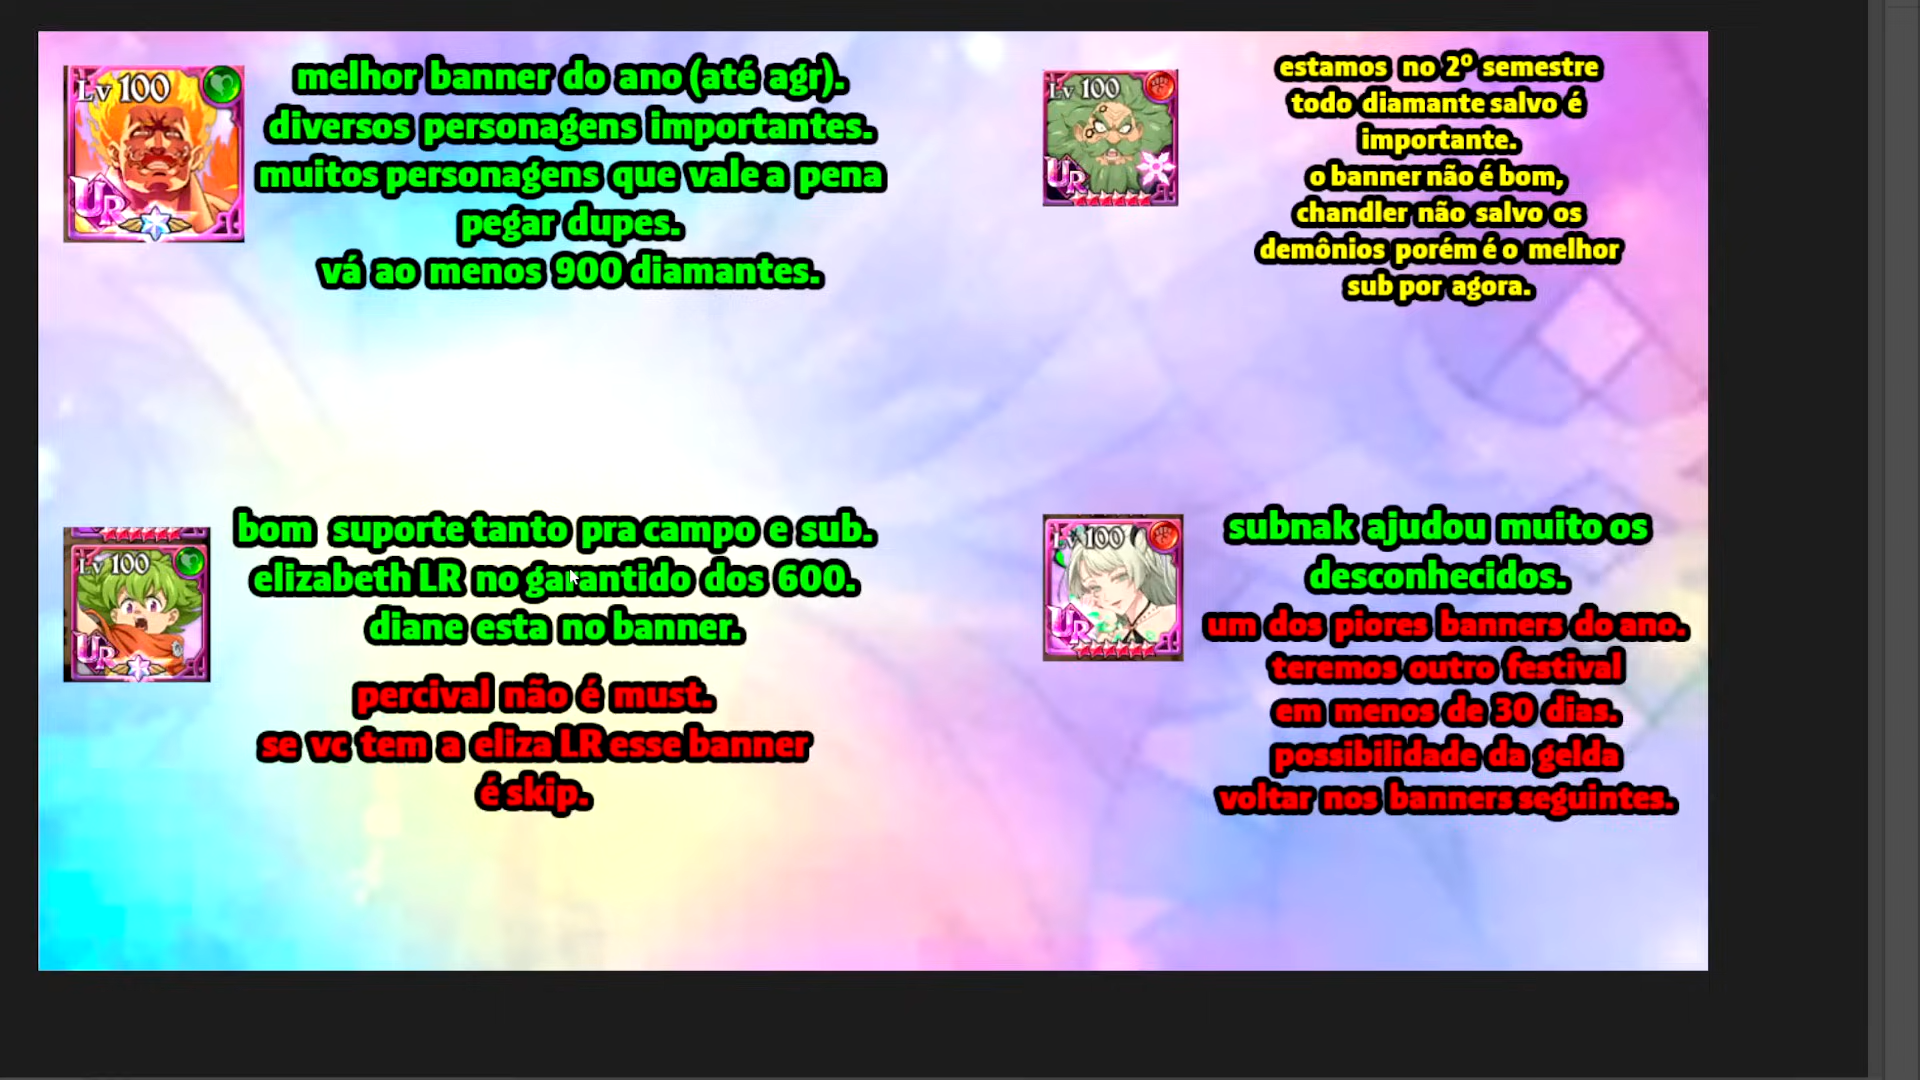 Lv 100
UR
melhor banner do ano (até agr).
diversos personagens importantes.
muitos personagens que vale a pena
pegar dupes.
vá ao menos 900 diamantes.
Lv 100
UR
estamos no 2º semestre
todo diamante salvo é
importante.
o banner não é bom,
chandler não salvo os
demônios porém é o melhor
sub por agora.
Lv 100
UR
bom suporte tanto pra campo e sub.
elizabeth LR no garantido dos 600.
diane esta no banner.
percival não é must.
se vc tem a eliza LR esse banner
é skip.
Lv 100
UR
subnak ajudou muito os
desconhecidos.
um dos piores banners do ano.
teremos outro festival
em menos de 30 dias.
possibilidade da gelda
voltar nos banners seguintes.